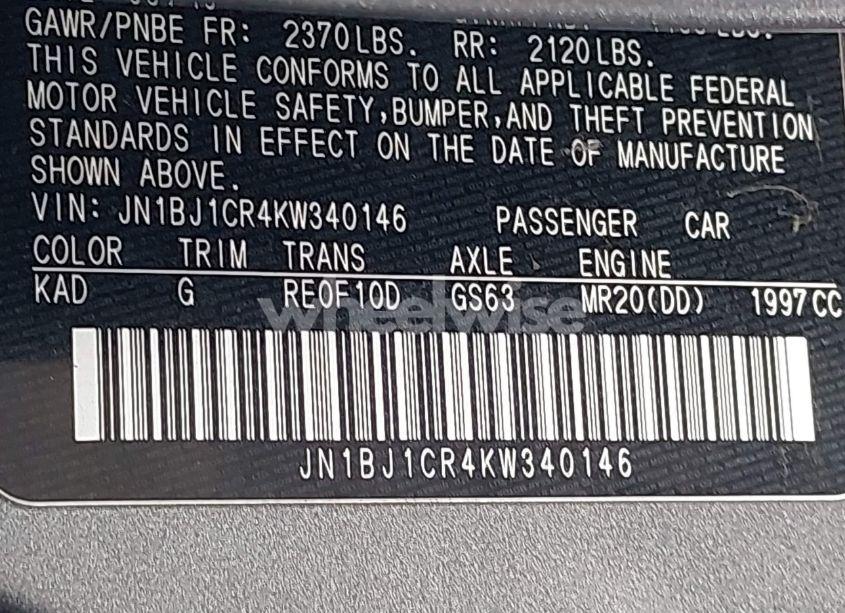 GAWR/PNBE FR: 2370LBS. RR: 2120LBS.
THIS VEHICLE CONFORMS TO ALL APPLICABLE FEDERAL
MOTOR VEHICLE SAFETY,BUMPER,AND THEFT PREVENTION
STANDARDS IN EFFECT ON THE DATE OF MANUFACTURE
SHOWN ABOVE.
VIN: JN1BJ1CR4KW340146 PASSENGER CAR
COLOR TRIM TRANS AXLE ENGINE
KAD G RE0F10D GS63 MR20(DD) 1997CC
wheelwise
JN1BJ1CR4KW340146